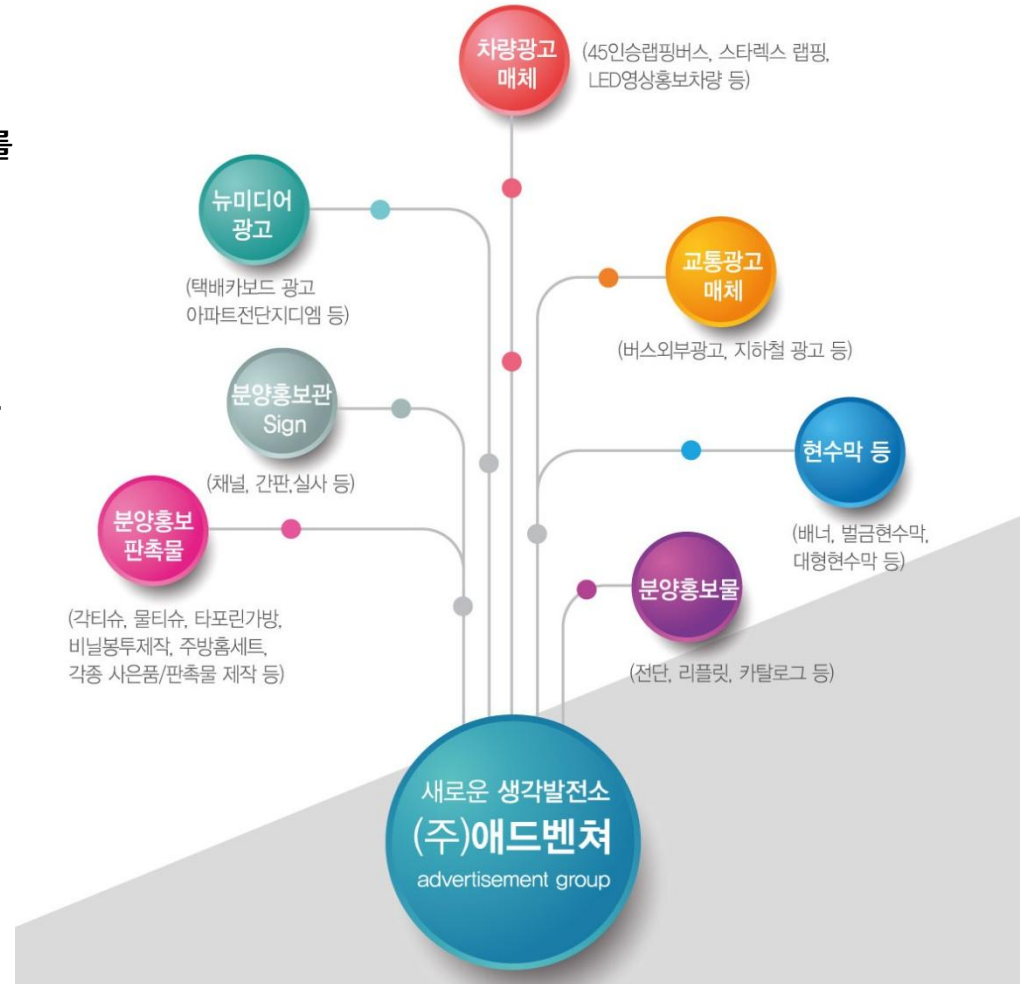 차량광고
매체
(45인승랩핑버스, 스타렉스 랩핑,
LED영상홍보차량 등)
를
뉴미디어
광고
(택배카보드 광고
아파트전단지디엠 등)
교통광고
매체
(버스외부광고, 지하철 광고 등)
분양홍보관
Sign
(채널, 간판,실사 등)
현수막 등
(배너, 벌금현수막,
대형현수막 등)
분양홍보
판촉물
(각티슈, 물티슈, 타포린가방,
비닐봉투제작, 주방홈세트,
각종 사은품/판촉물 제작 등)
분양홍보물
(전단, 리플릿, 카탈로그 등)
새로운 생각발전소
(주)애드벤쳐
advertisement group